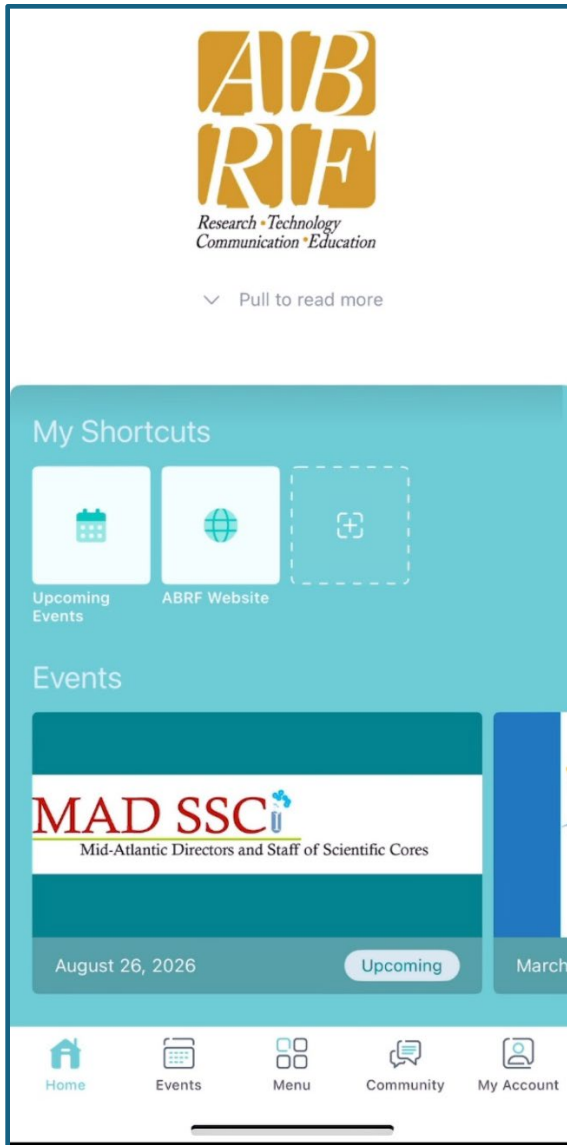 AB
RF
Research • Technology
Communication • Education
Pull to read more
My Shortcuts
Upcoming
Events
ABRF Website
Events
MAD SSCi
Mid-Atlantic Directors and Staff of Scientific Cores
August 26, 2026
Upcoming
March
Home
Events
Menu
Community
My Account